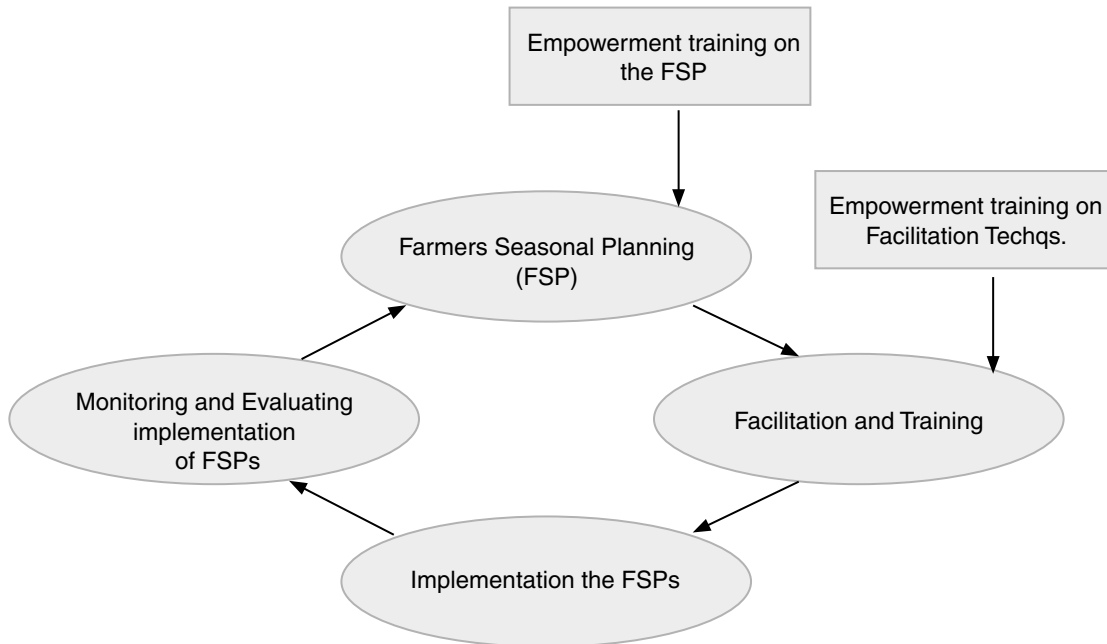 Empowerment training on
the FSP
Empowerment training on
Facilitation Techqs.
Farmers Seasonal Planning
(FSP)
Monitoring and Evaluating
implementation
of FSPs
Facilitation and Training
Implementation the FSPs